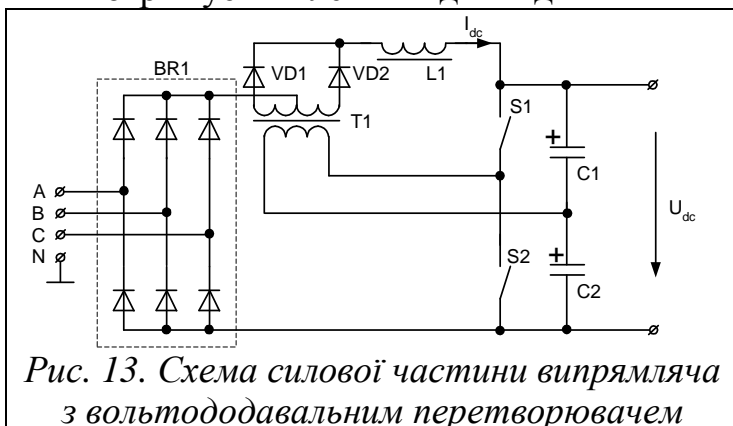 I dc
BR1
VD1
VD2
L1
S1
T1
C1
A
B
C
N
U dc
S2
C2
Рис. 13. Схема силової частини випрямляча
з вольтододавальним перетворювачем